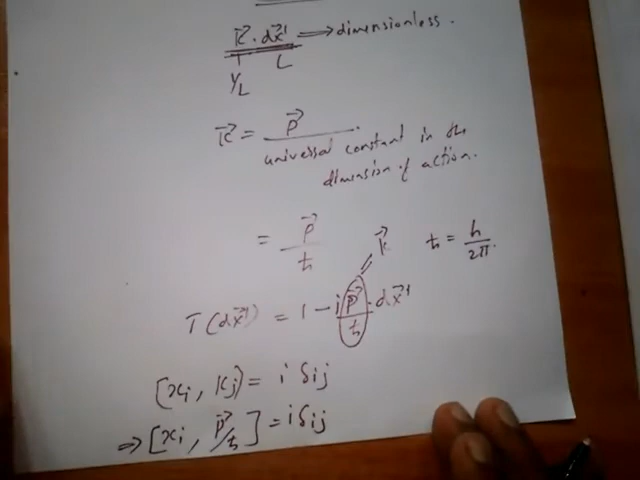 K⃗ · dx⃗' ⟹ dimensionless.
1/L L
K⃗ = p⃗ / universal constant in the
dimension of action.
= p⃗ / ħ
K⃗
ħ = h / 2π.
T(dx⃗') = 1 − i p⃗/ħ · dx⃗'
[xi, Kj] = i δij
⇒ [xi, p⃗/ħ] = i δij